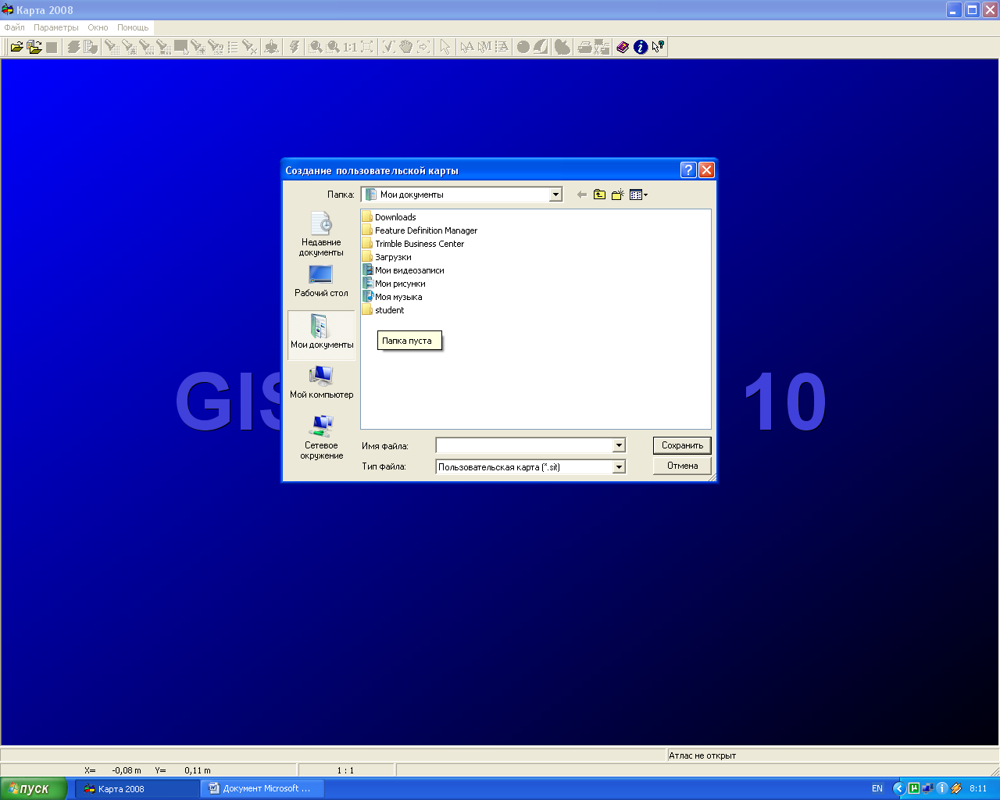 Карта 2008
Файл Параметры Окно Помощь
1:1
Создание пользовательской карты
Папка: Мои документы
Недавние документы
Рабочий стол
Мои документы
Мой компьютер
Сетевое окружение
Downloads
Feature Definition Manager
Trimble Business Center
Загрузки
Мои видеозаписи
Мои рисунки
Моя музыка
student
Папка пуста
GIS 10
Имя файла: Сохранить
Тип файла: Пользовательская карта (*.sit) Отмена
Атлас не открыт
X= -0,08 m Y= 0,11 m 1 : 1
пуск Карта 2008 Документ Microsoft ... EN 8:11